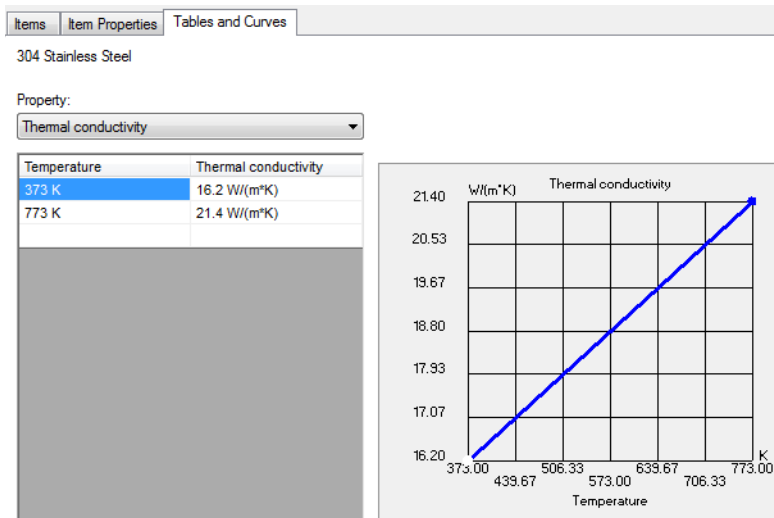 Items Item Properties Tables and Curves
304 Stainless Steel
Property:
Thermal conductivity
Temperature Thermal conductivity
373 K 16.2 W/(m*K)
773 K 21.4 W/(m*K)
W/(m*K) Thermal conductivity
21.40
20.53
19.67
18.80
17.93
17.07
16.20
K
373.00 506.33 639.67 773.00
439.67 573.00 706.33
Temperature